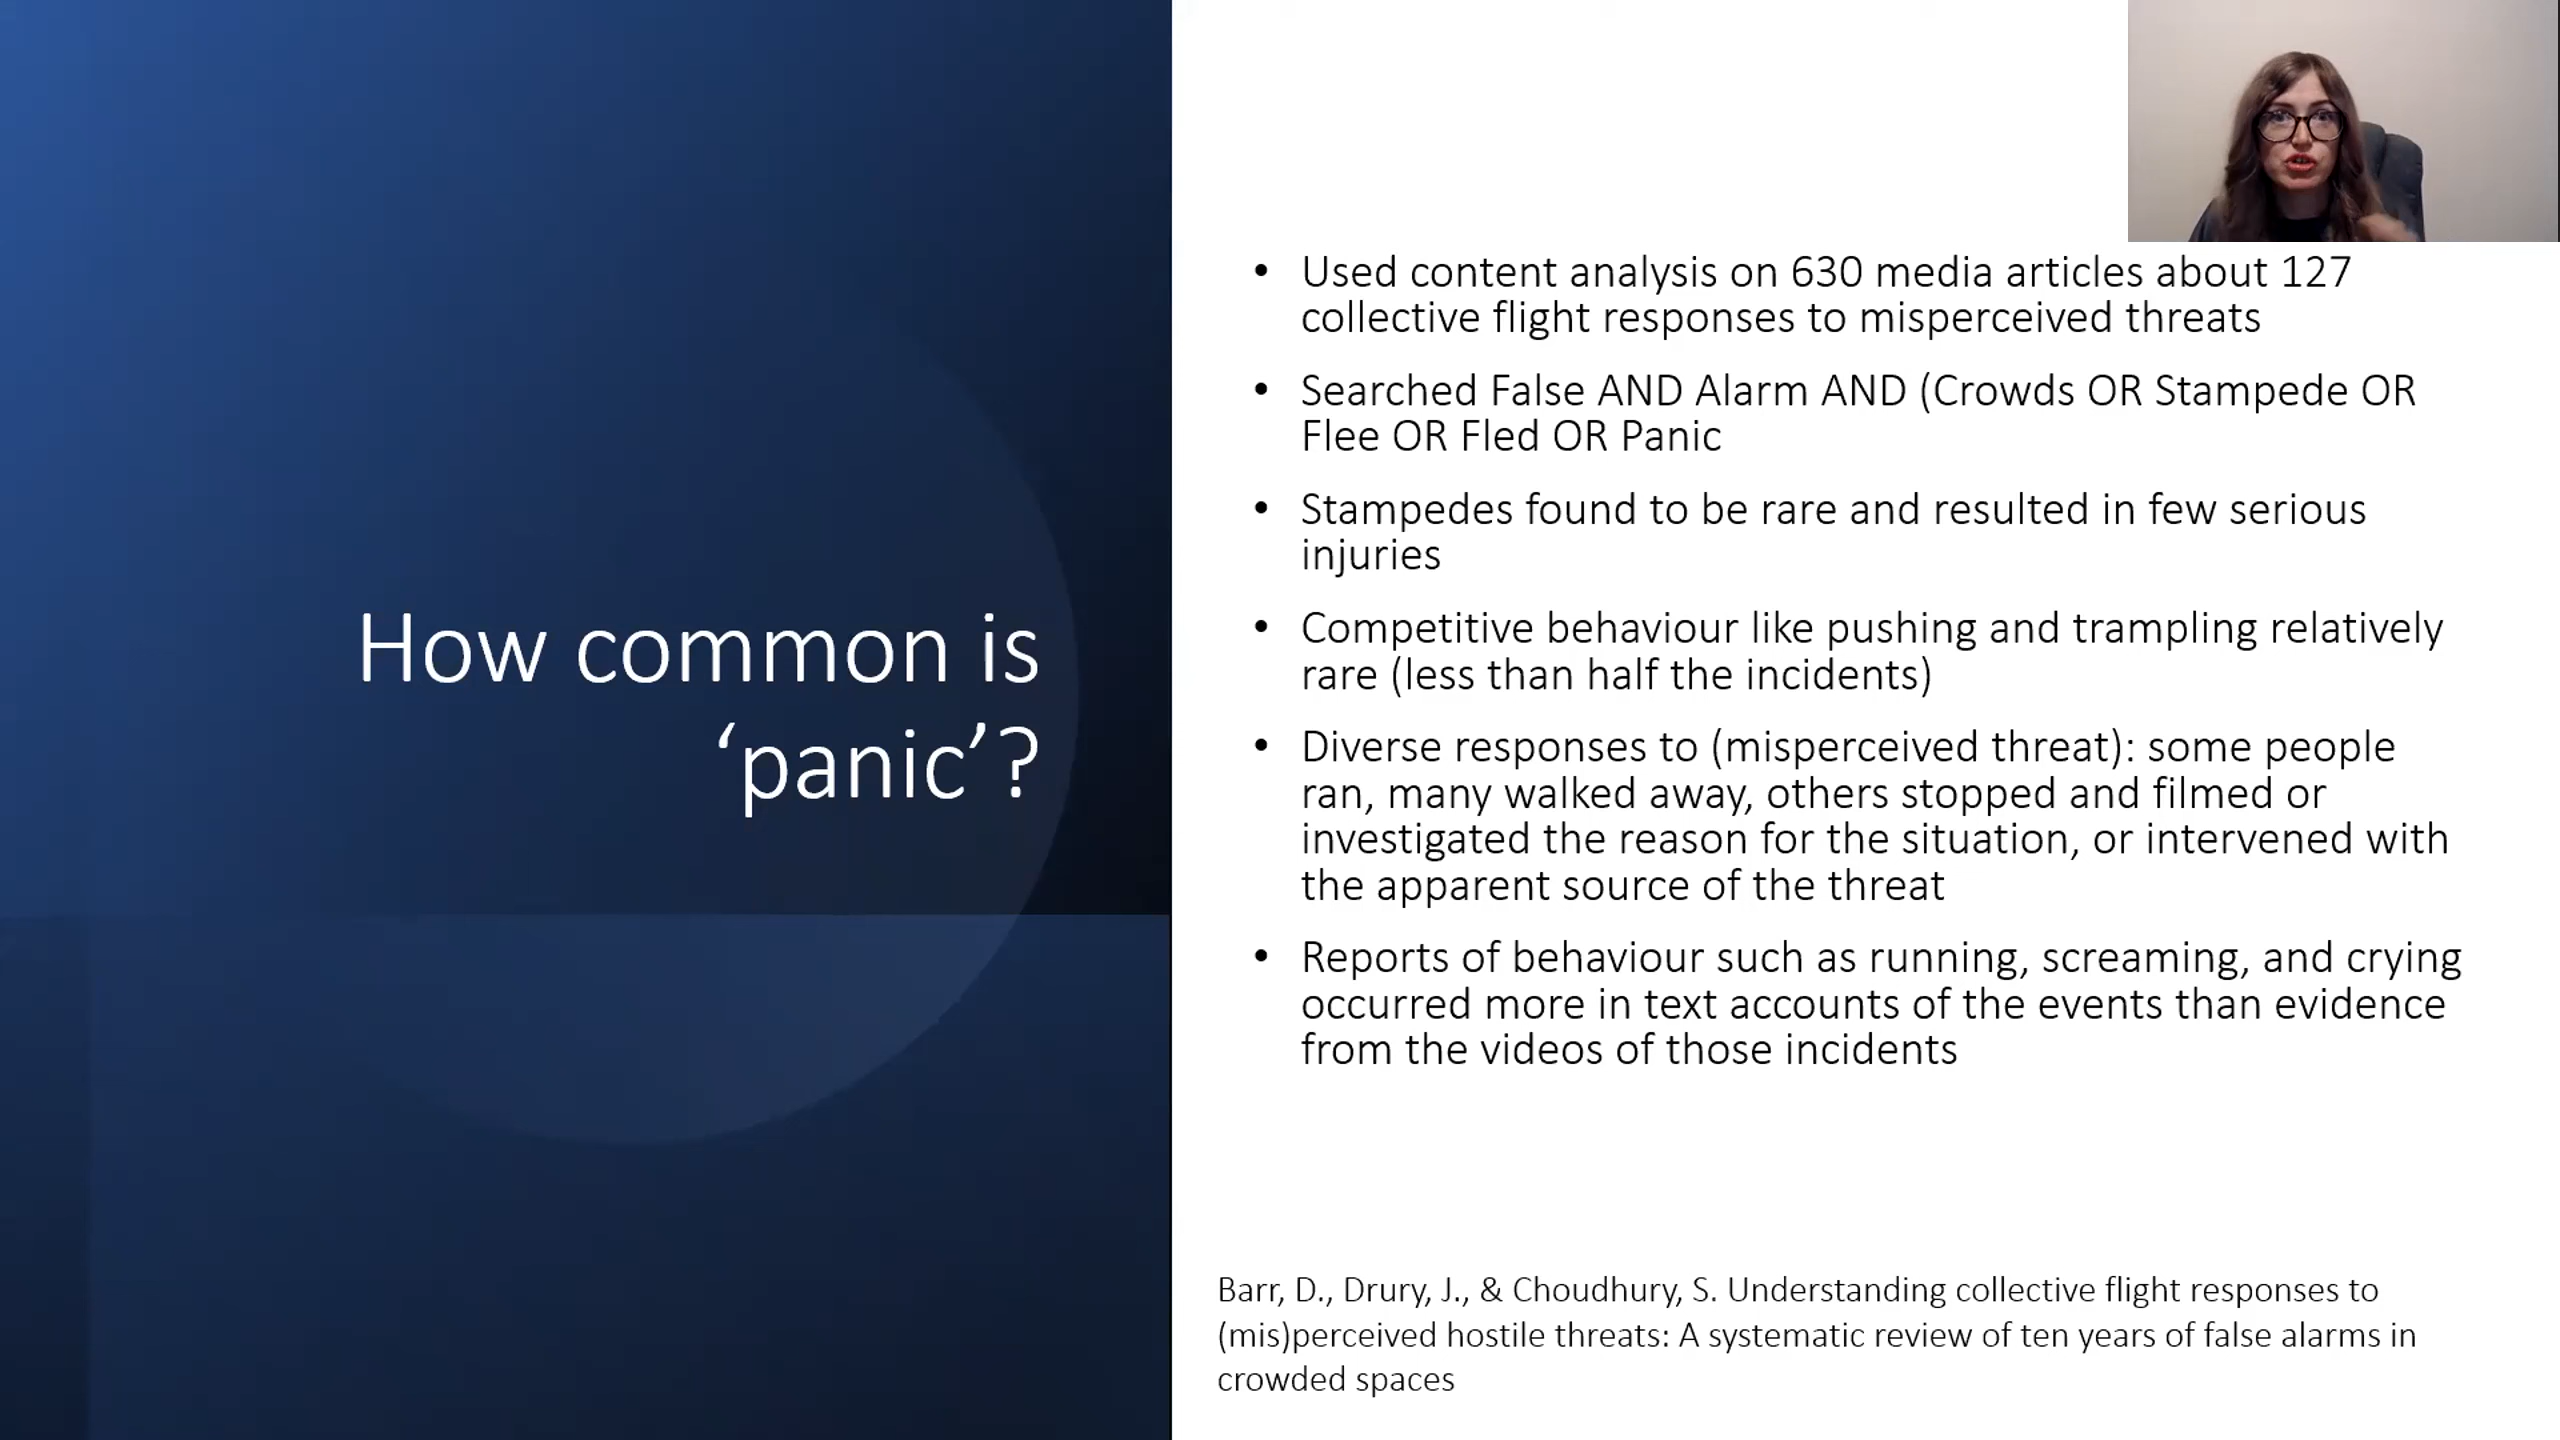 How common is
‘panic’?
• Used content analysis on 630 media articles about 127
collective flight responses to misperceived threats
• Searched False AND Alarm AND (Crowds OR Stampede OR
Flee OR Fled OR Panic
• Stampedes found to be rare and resulted in few serious
injuries
• Competitive behaviour like pushing and trampling relatively
rare (less than half the incidents)
• Diverse responses to (misperceived threat): some people
ran, many walked away, others stopped and filmed or
investigated the reason for the situation, or intervened with
the apparent source of the threat
• Reports of behaviour such as running, screaming, and crying
occurred more in text accounts of the events than evidence
from the videos of those incidents
Barr, D., Drury, J., & Choudhury, S. Understanding collective flight responses to
(mis)perceived hostile threats: A systematic review of ten years of false alarms in
crowded spaces